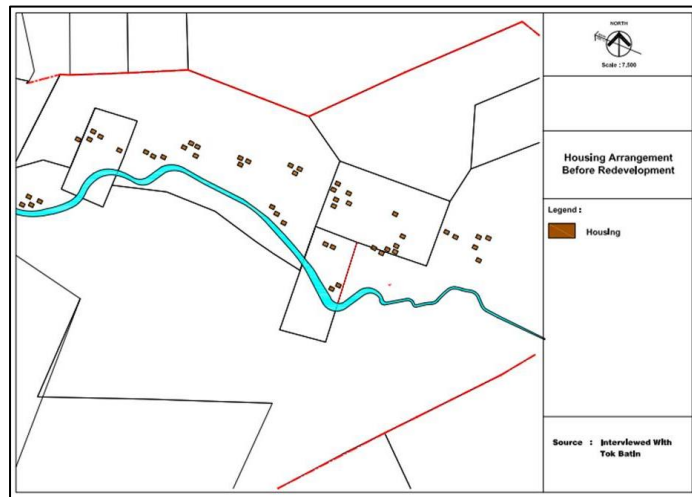 NORTH
Scale : 7,500
Housing Arrangement
Before Redevelopment
Legend :
Housing
Source : Interviewed With
Tok Batin